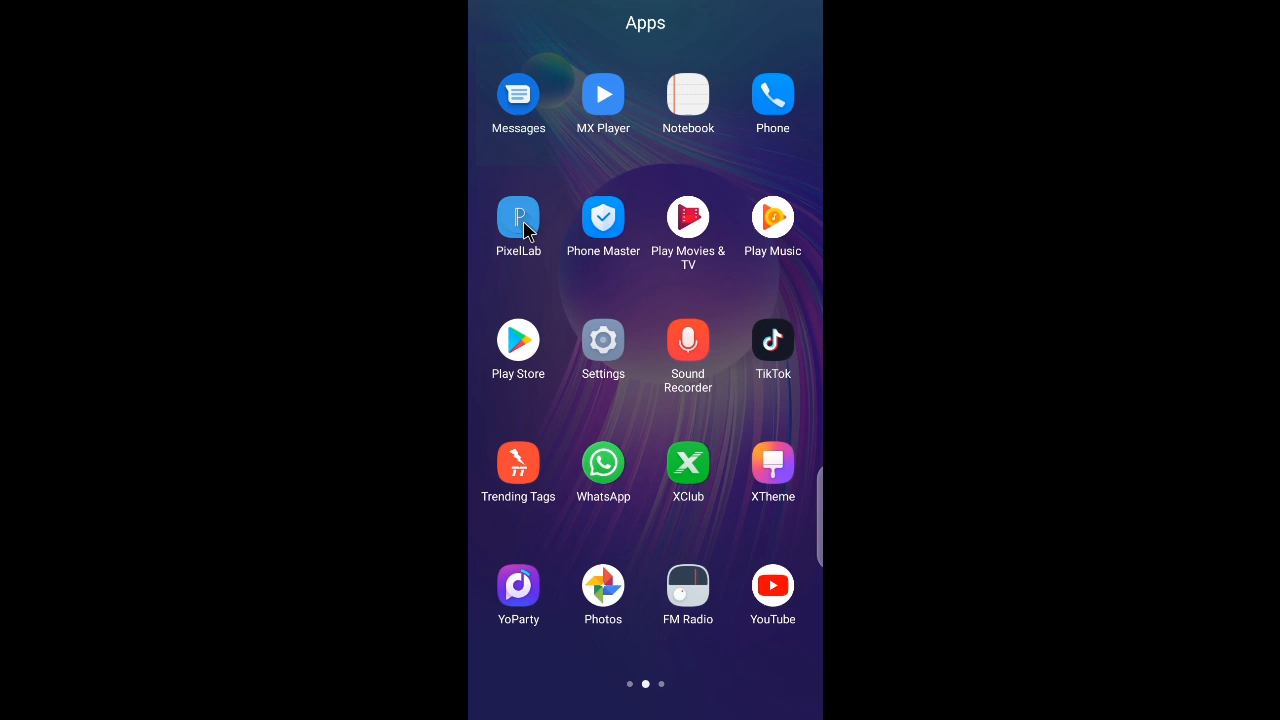 Apps
Messages
MX Player
Notebook
Phone
P
PixelLab
Phone Master
Play Movies &
TV
Play Music
Play Store
Settings
Sound
Recorder
TikTok
Trending Tags
WhatsApp
XClub
XTheme
YoParty
Photos
FM Radio
YouTube